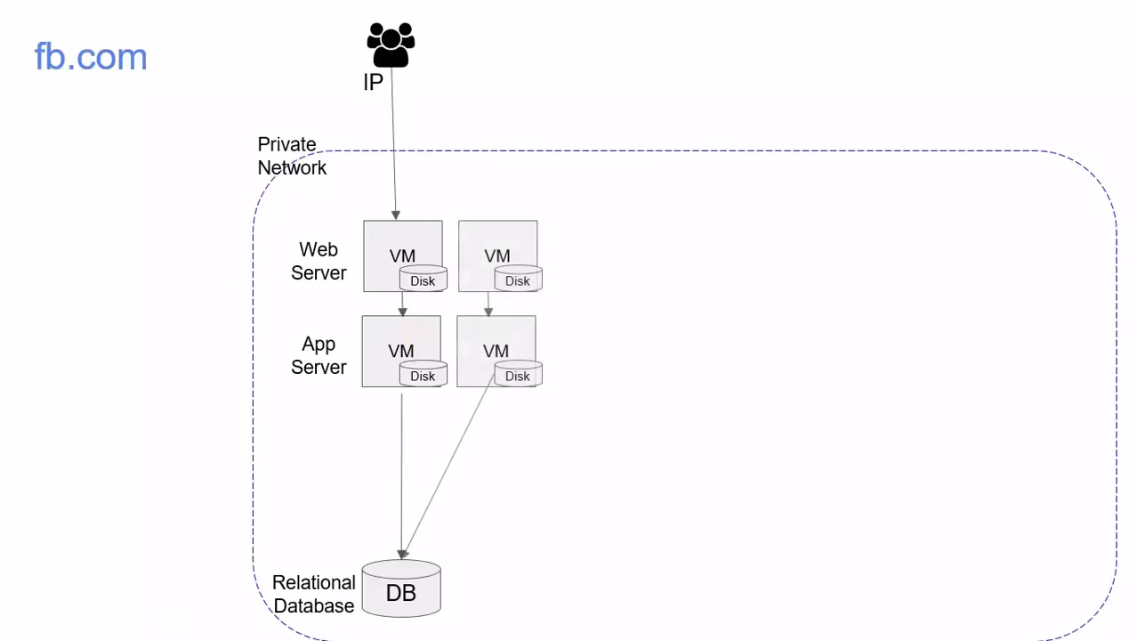 fb.com
IP
Private
Network
Web
Server
VM
Disk
VM
Disk
App
Server
VM
Disk
VM
Disk
Relational
Database
DB